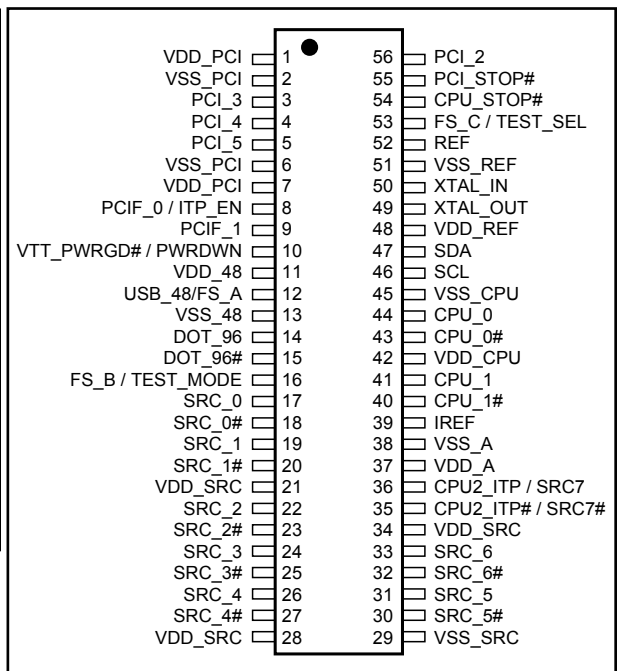 VDD_PCI 1 56 PCI_2
VSS_PCI 2 55 PCI_STOP#
PCI_3 3 54 CPU_STOP#
PCI_4 4 53 FS_C / TEST_SEL
PCI_5 5 52 REF
VSS_PCI 6 51 VSS_REF
VDD_PCI 7 50 XTAL_IN
PCIF_0 / ITP_EN 8 49 XTAL_OUT
PCIF_1 9 48 VDD_REF
VTT_PWRGD# / PWRDWN 10 47 SDA
VDD_48 11 46 SCL
USB_48/FS_A 12 45 VSS_CPU
VSS_48 13 44 CPU_0
DOT_96 14 43 CPU_0#
DOT_96# 15 42 VDD_CPU
FS_B / TEST_MODE 16 41 CPU_1
SRC_0 17 40 CPU_1#
SRC_0# 18 39 IREF
SRC_1 19 38 VSS_A
SRC_1# 20 37 VDD_A
VDD_SRC 21 36 CPU2_ITP / SRC7
SRC_2 22 35 CPU2_ITP# / SRC7#
SRC_2# 23 34 VDD_SRC
SRC_3 24 33 SRC_6
SRC_3# 25 32 SRC_6#
SRC_4 26 31 SRC_5
SRC_4# 27 30 SRC_5#
VDD_SRC 28 29 VSS_SRC